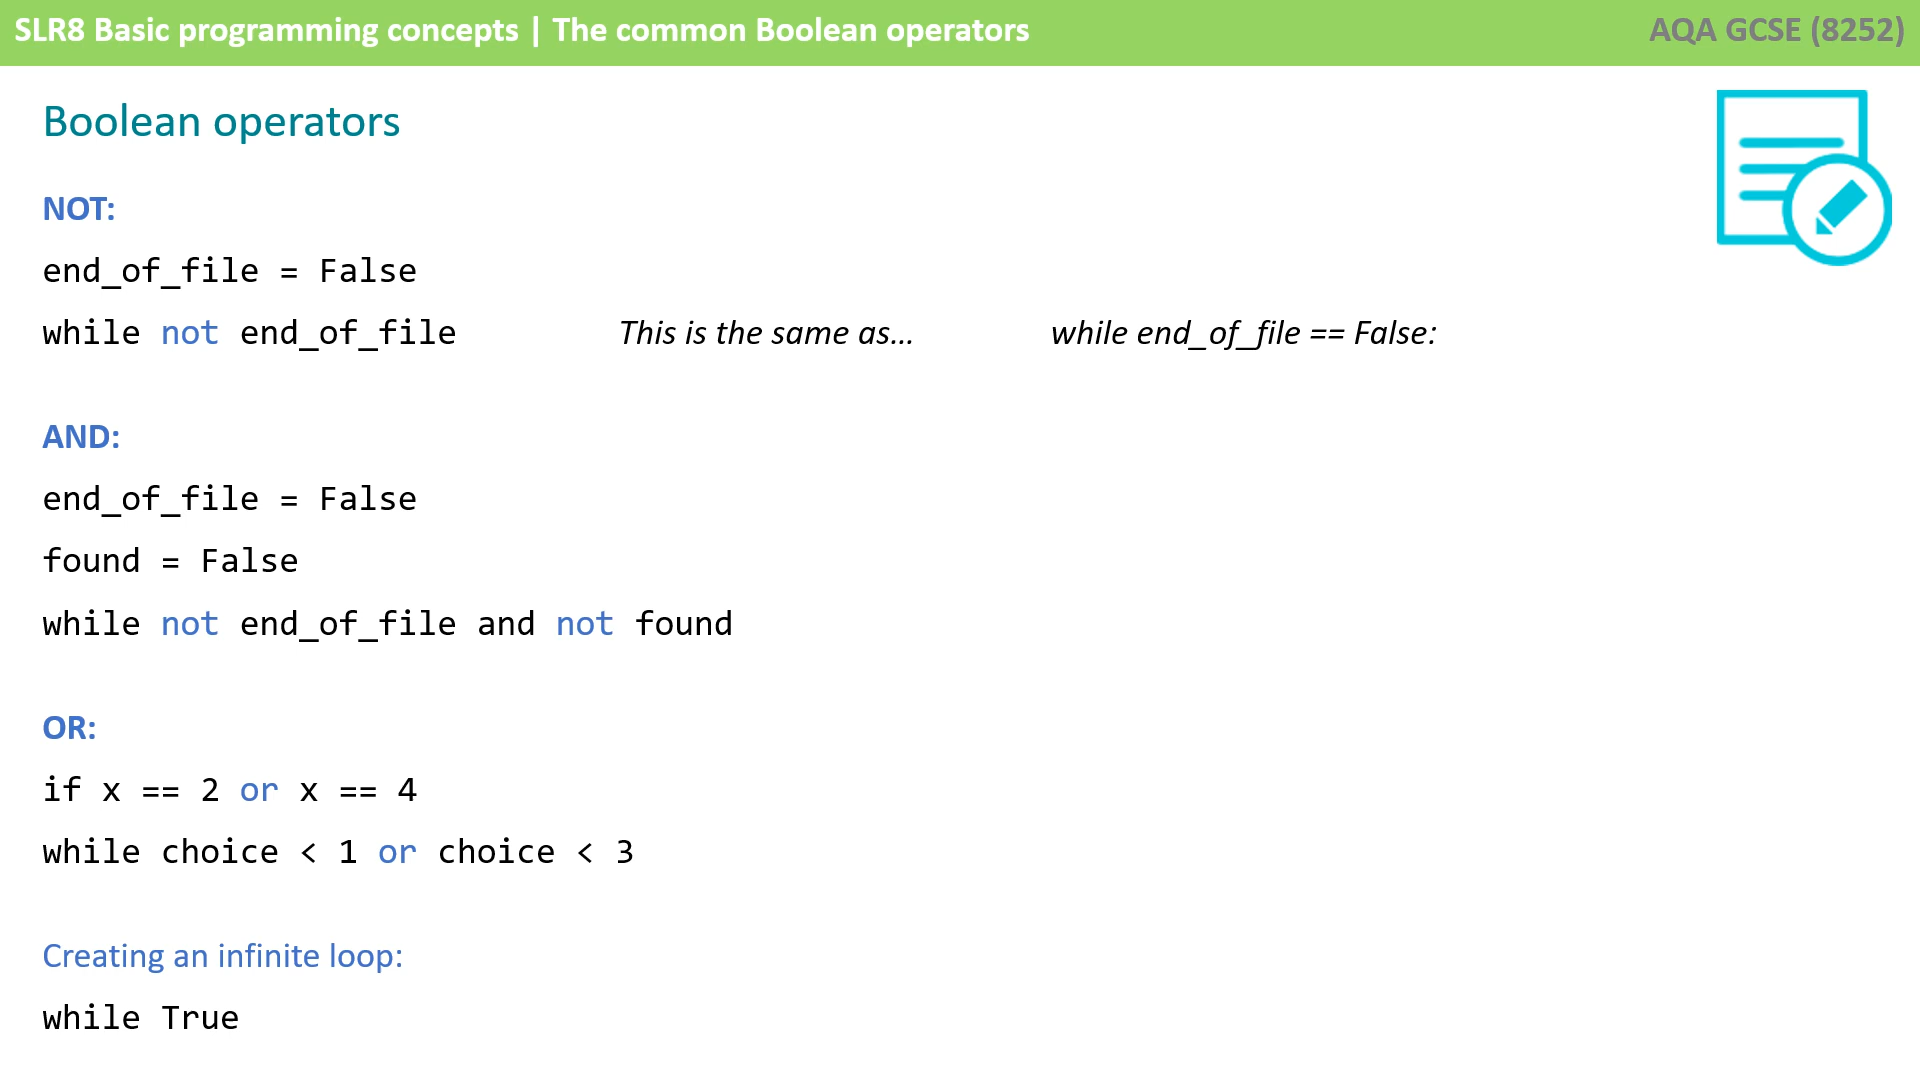 SLR8 Basic programming concepts | The common Boolean operators
AQA GCSE (8252)
Boolean operators
NOT:
end_of_file = False
while not end_of_file This is the same as... while end_of_file == False:
AND:
end_of_file = False
found = False
while not end_of_file and not found
OR:
if x == 2 or x == 4
while choice < 1 or choice < 3
Creating an infinite loop:
while True